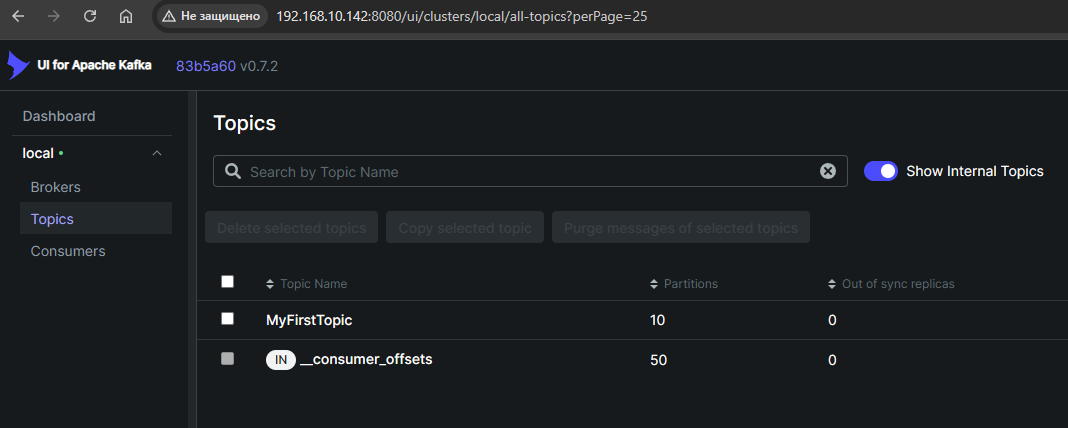 Не защищено 192.168.10.142:8080/ui/clusters/local/all-topics?perPage=25
UI for Apache Kafka 83b5a60 v0.7.2
Dashboard
local
Brokers
Topics
Consumers
Topics
Search by Topic Name
Show Internal Topics
Delete selected topics Copy selected topic Purge messages of selected topics
Topic Name Partitions Out of sync replicas
MyFirstTopic 10 0
IN __consumer_offsets 50 0